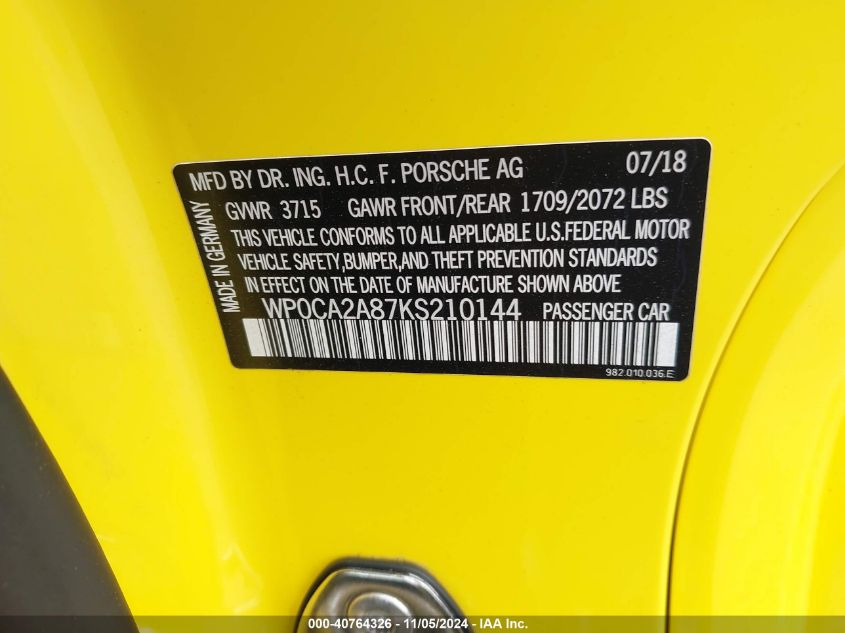 MFD BY DR. ING. H.C. F. PORSCHE AG 07/18
GVWR 3715 GAWR FRONT/REAR 1709/2072 LBS
THIS VEHICLE CONFORMS TO ALL APPLICABLE U.S.FEDERAL MOTOR
VEHICLE SAFETY,BUMPER,AND THEFT PREVENTION STANDARDS
IN EFFECT ON THE DATE OF MANUFACTURE SHOWN ABOVE
WP0CA2A87KS210144 PASSENGER CAR
MADE IN GERMANY
982.010.036.E
000-40764326 - 11/05/2024 - IAA Inc.